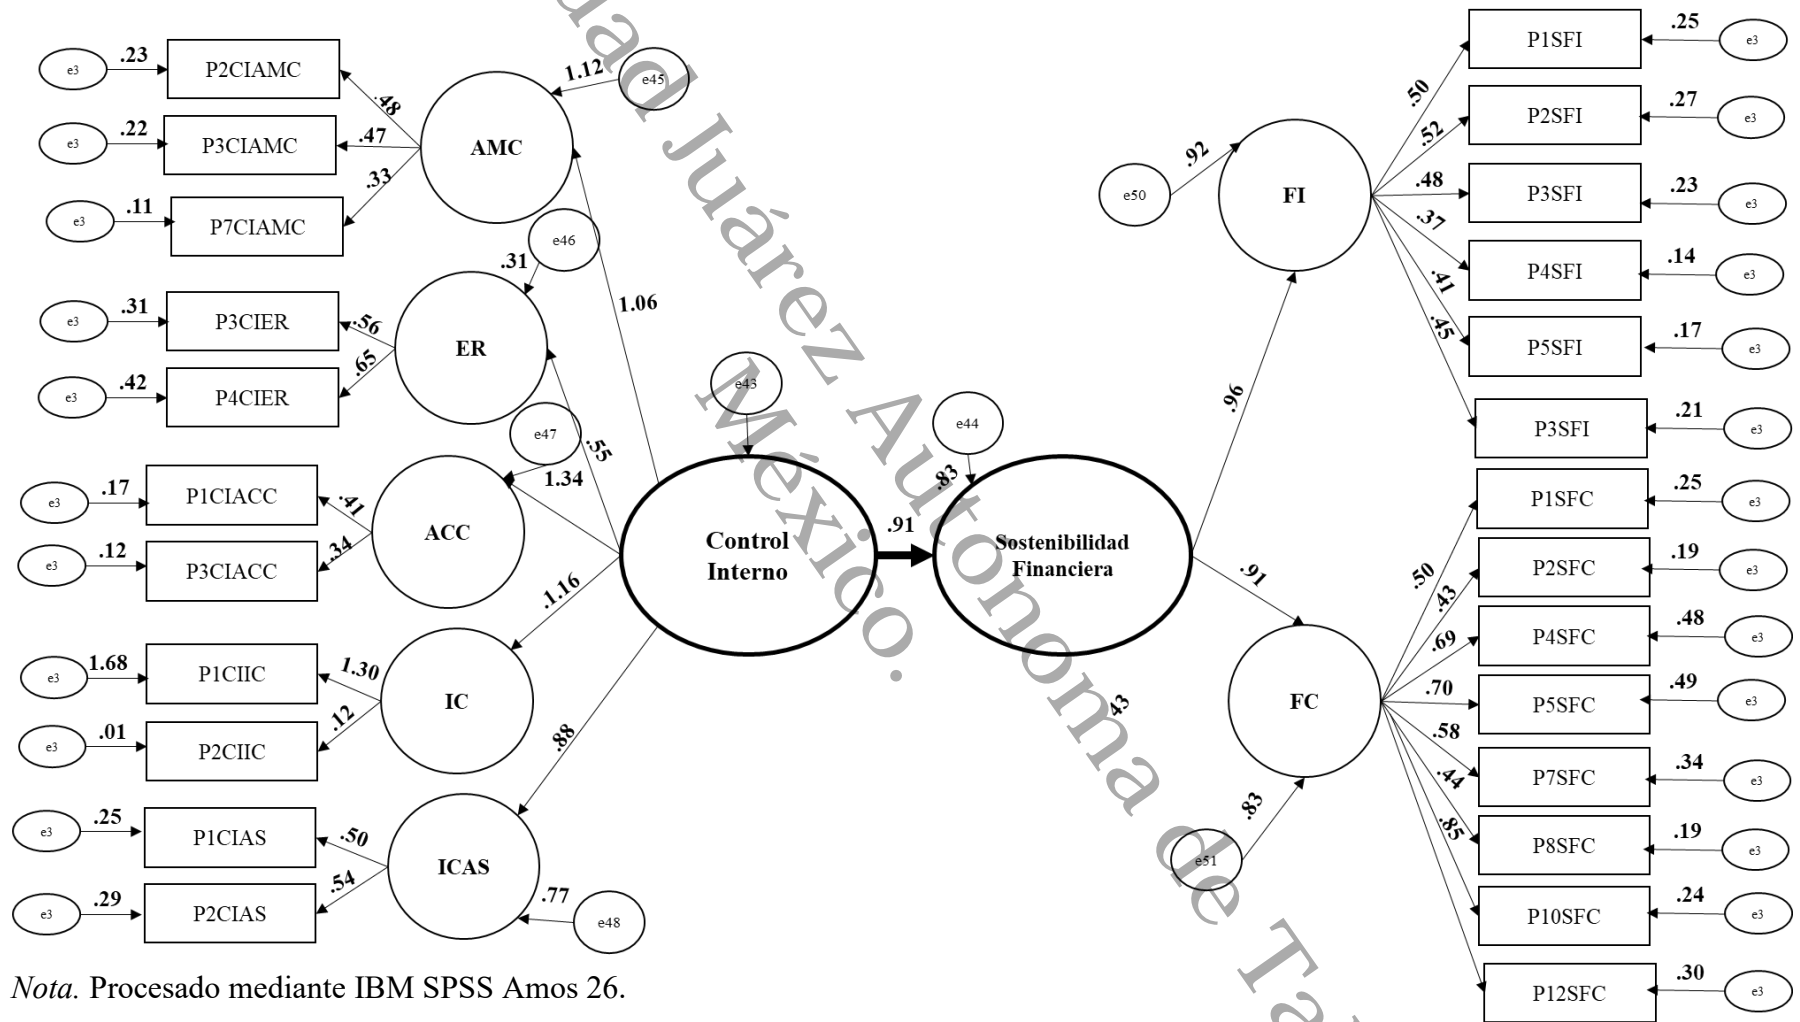 e3 .23 P2CIAMC .48
e3 .22 P3CIAMC .47
e3 .11 P7CIAMC .33
AMC 1.12 e45
e46 .31
e3 .31 P3CIER .56
e3 .42 P4CIER .65
ER
e47 1.34
e3 .17 P1CIACC .41
e3 .12 P3CIACC .34
ACC
e3 1.68 P1CIIC 1.30
e3 .01 P2CIIC .12
IC
e3 .25 P1CIAS .50
e3 .29 P2CIAS .54
ICAS .77 e48
1.06
.55
.1.16
.88
e43
Control
Interno
.91
e44
.83
Sostenibilidad
Financiera
.96
.91
.43
e50 .92
FI
.50 P1SFI .25 e3
.52 P2SFI .27 e3
.48 P3SFI .23 e3
.37 P4SFI .14 e3
.41 P5SFI .17 e3
.45 P3SFI .21 e3
FC
.83
e51
.50 P1SFC .25 e3
.43 P2SFC .19 e3
.69 P4SFC .48 e3
.70 P5SFC .49 e3
.58 P7SFC .34 e3
.44 P8SFC .19 e3
.85 P10SFC .24 e3
P12SFC .30 e3
Juárez Autonoma de
México.
Nota. Procesado mediante IBM SPSS Amos 26.